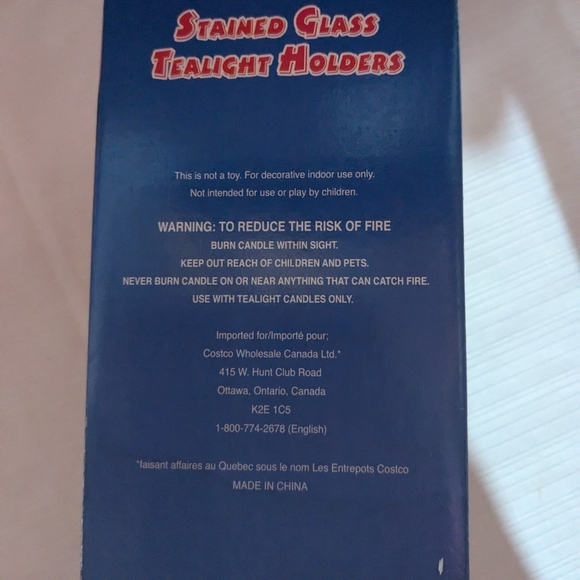 STAINED GLASS
TEALIGHT HOLDERS
This is not a toy. For decorative indoor use only.
Not intended for use or play by children.
WARNING: TO REDUCE THE RISK OF FIRE
BURN CANDLE WITHIN SIGHT.
KEEP OUT REACH OF CHILDREN AND PETS.
NEVER BURN CANDLE ON OR NEAR ANYTHING THAT CAN CATCH FIRE.
USE WITH TEALIGHT CANDLES ONLY.
Imported for/Importé pour;
Costco Wholesale Canada Ltd.*
415 W. Hunt Club Road
Ottawa, Ontario, Canada
K2E 1C5
1-800-774-2678 (English)
*faisant affaires au Quebec sous le nom Les Entrepots Costco
MADE IN CHINA